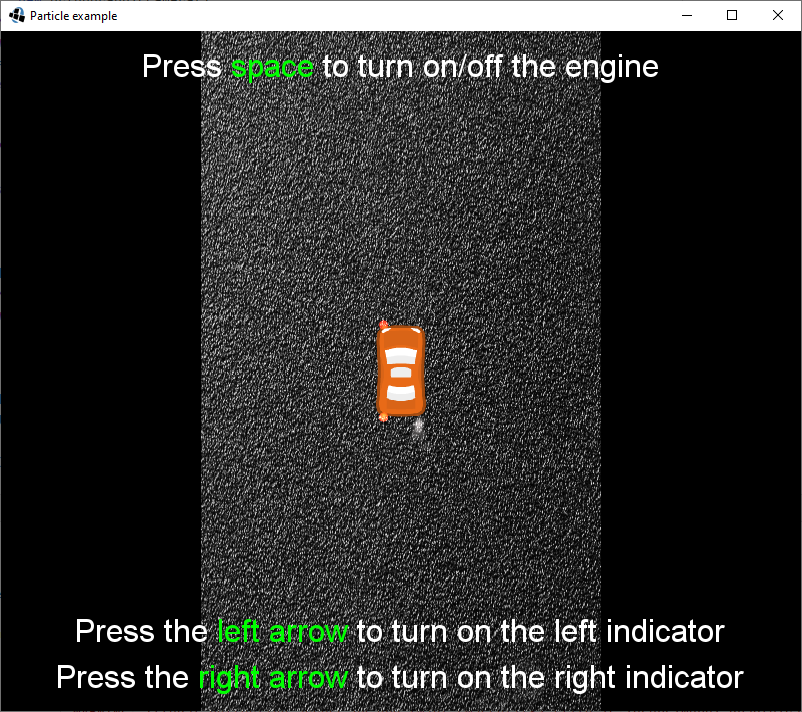 Particle example
Press space to turn on/off the engine
Press the left arrow to turn on the left indicator
Press the right arrow to turn on the right indicator